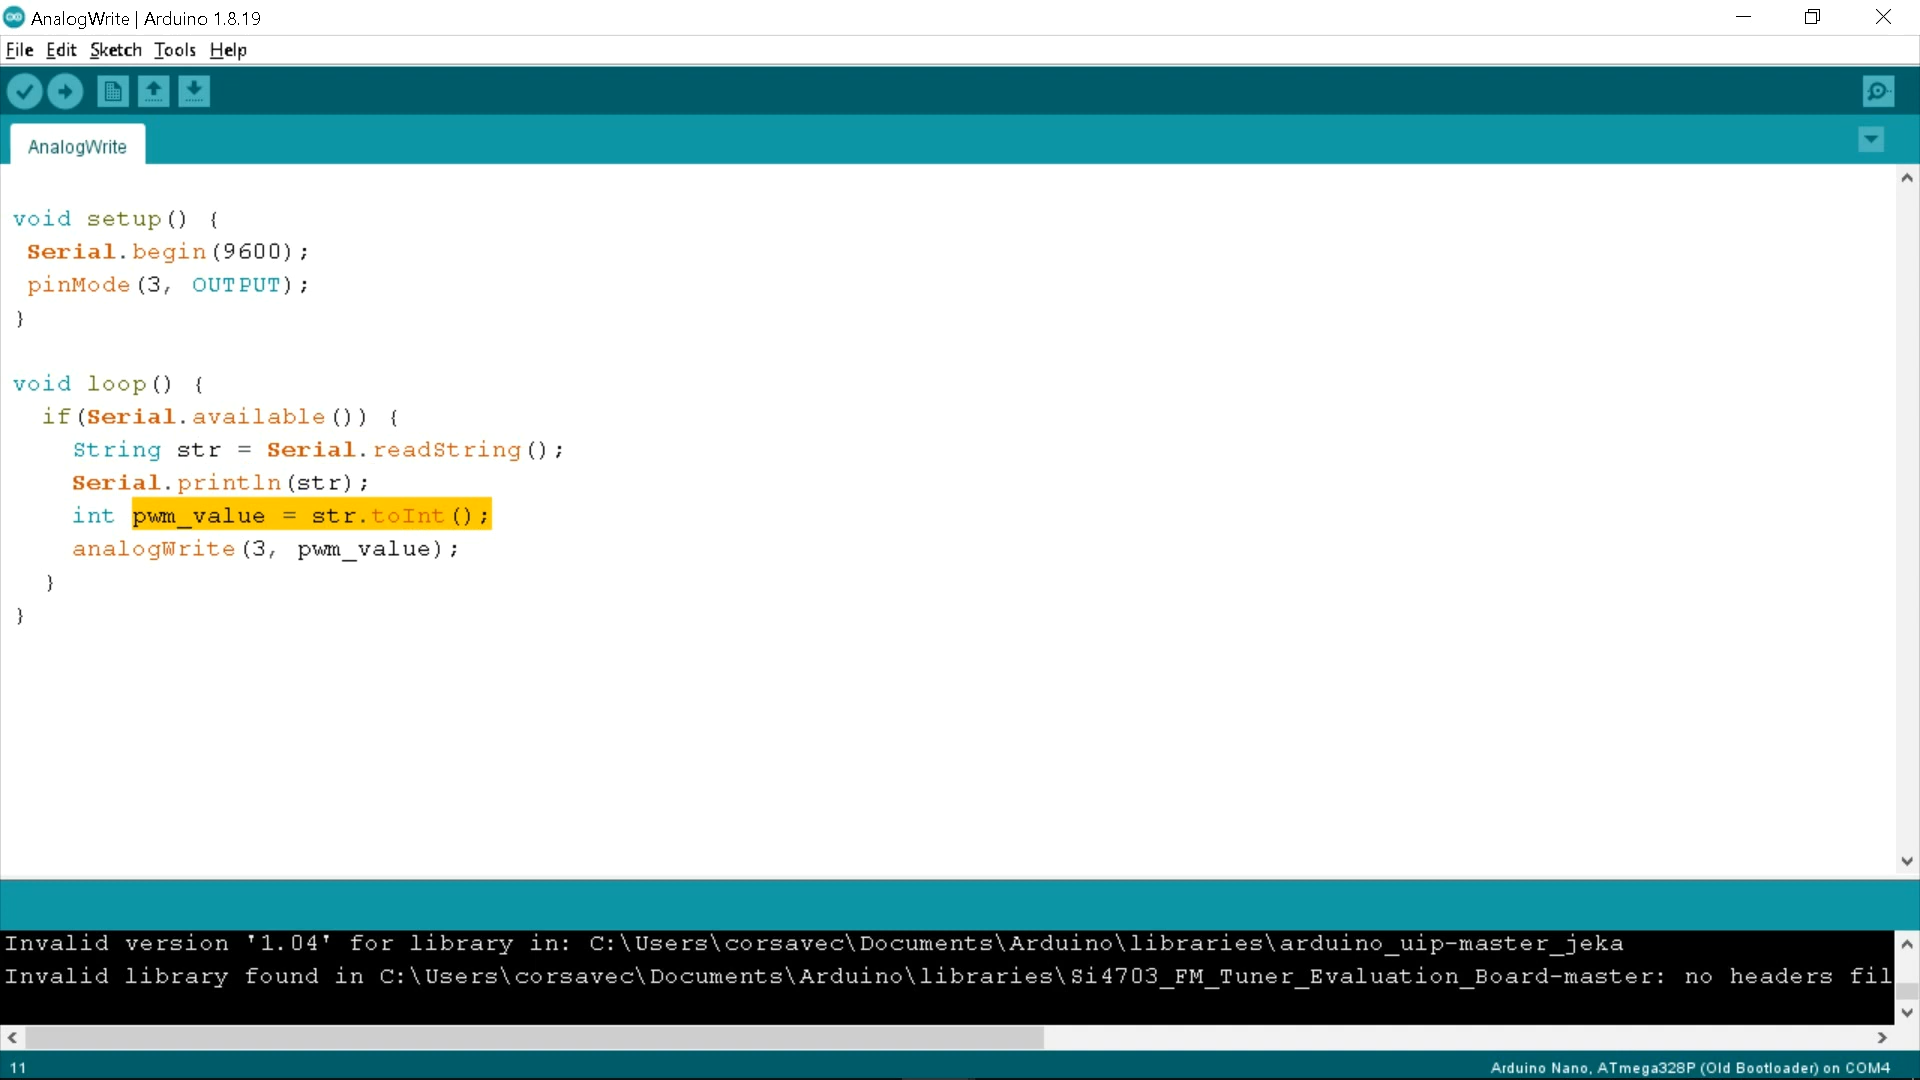 AnalogWrite | Arduino 1.8.19
File Edit Sketch Tools Help
AnalogWrite
void setup() {
 Serial.begin(9600);
 pinMode(3, OUTPUT);
}
void loop() {
  if(Serial.available()) {
    String str = Serial.readString();
    Serial.println(str);
    int pwm_value = str.toInt();
    analogWrite(3, pwm_value);
  }
}
Invalid version '1.04' for library in: C:\Users\corsavec\Documents\Arduino\libraries\arduino_uip-master_jeka
Invalid library found in C:\Users\corsavec\Documents\Arduino\libraries\Si4703_FM_Tuner_Evaluation_Board-master: no headers fil
11
Arduino Nano, ATmega328P (Old Bootloader) on COM4